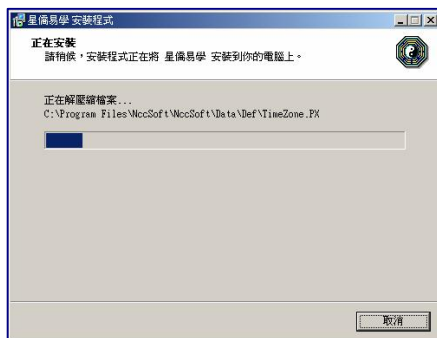 星僑易學 安裝程式
正在安裝
請稍候，安裝程式正在將 星僑易學 安裝到你的電腦上。
正在解壓縮檔案...
C:\Program Files\NccSoft\NccSoft\Data\Def\TimeZone.PX
取消